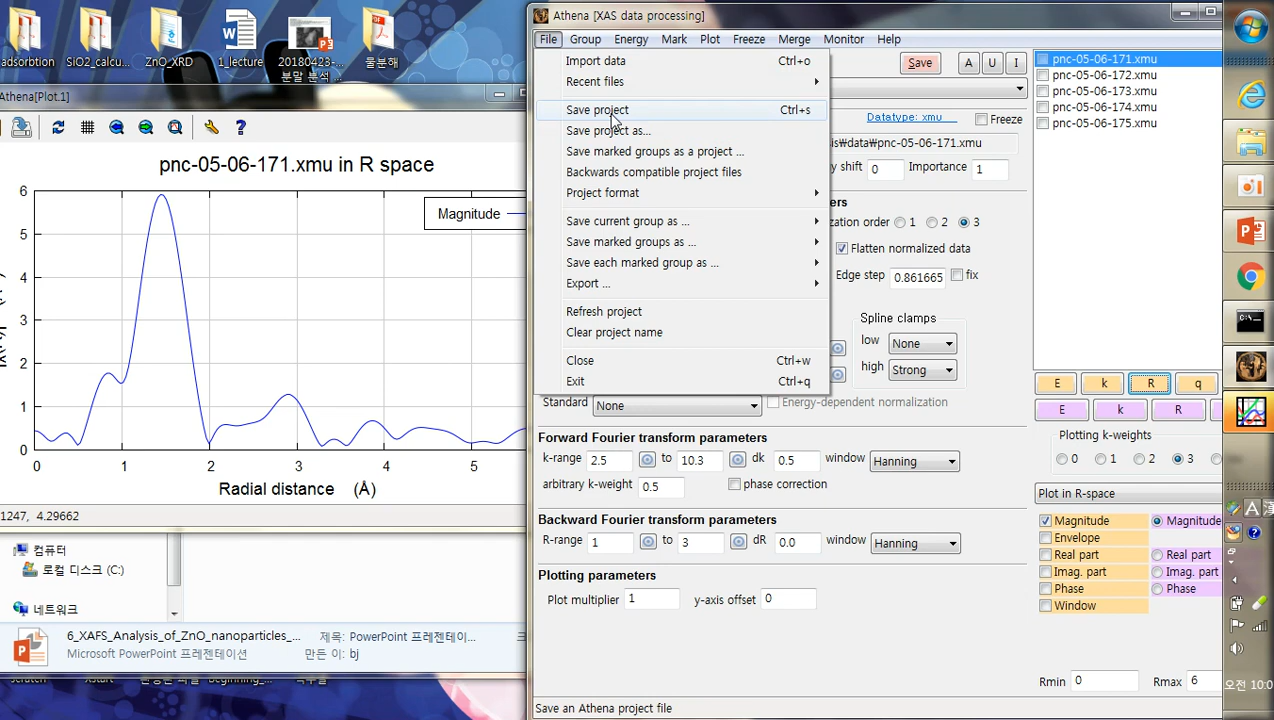 adsorbtion
SIO2_calcu...
ZnO_XRD
1_lecture
20180423-
분말 분석 ...
물분해
Athena[Plot.1]
pnc-05-06-171.xmu in R space
Magnitude
6
5
4
3
2
1
0
0 1 2 3 4 5
Radial distance (Å)
1247, 4.29662
컴퓨터
로컬 디스크 (C:)
네트워크
6_XAFS_Analysis_of_ZnO_nanoparticles_... 제목: PowerPoint 프레젠테이...
Microsoft PowerPoint 프레젠테이션 만든 이: bj
Athena [XAS data processing]
File Group Energy Mark Plot Freeze Merge Monitor Help
Import data Ctrl+o
Recent files
Save project Ctrl+s
Save project as...
Save marked groups as a project ...
Backwards compatible project files
Project format
Save current group as ...
Save marked groups as ...
Save each marked group as ...
Export ...
Refresh project
Clear project name
Close Ctrl+w
Exit Ctrl+q
Save A U I
Datatype: xmu Freeze
is₩data₩pnc-05-06-171.xmu
y shift 0 Importance 1
ters
ization order 1 2 3
Flatten normalized data
Edge step 0.861665 fix
Spline clamps
low None
high Strong
Standard None Energy-dependent normalization
Forward Fourier transform parameters
k-range 2.5 to 10.3 dk 0.5 window Hanning
arbitrary k-weight 0.5 phase correction
Backward Fourier transform parameters
R-range 1 to 3 dR 0.0 window Hanning
Plotting parameters
Plot multiplier 1 y-axis offset 0
Save an Athena project file
pnc-05-06-171.xmu
pnc-05-06-172.xmu
pnc-05-06-173.xmu
pnc-05-06-174.xmu
pnc-05-06-175.xmu
E k R q
E k R
Plotting k-weights
0 1 2 3
Plot in R-space
Magnitude Magnitude
Envelope
Real part Real part
Imag. part Imag. part
Phase Phase
Window
Rmin 0 Rmax 6
A 漢
오전 10:0